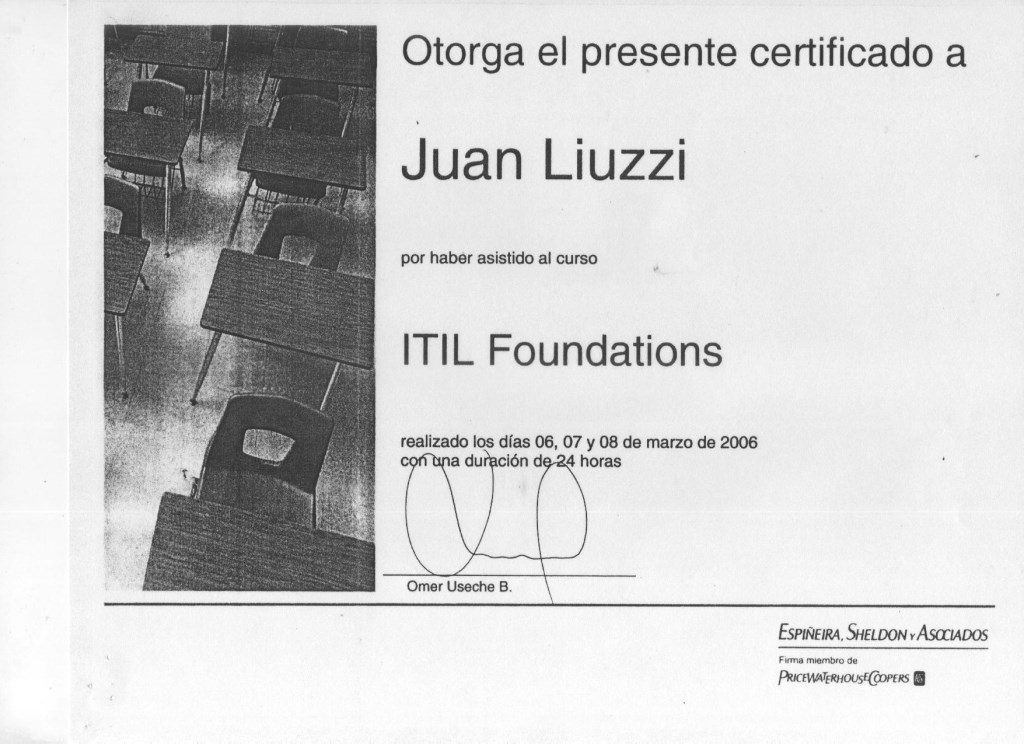 Otorga el presente certificado a
Juan Liuzzi
por haber asistido al curso
ITIL Foundations
realizado los días 06, 07 y 08 de marzo de 2006
con una duración de 24 horas
Omer Useche B.
ESPIÑEIRA, SHELDON Y ASOCIADOS
Firma miembro de
PRICEWATERHOUSECOOPERS